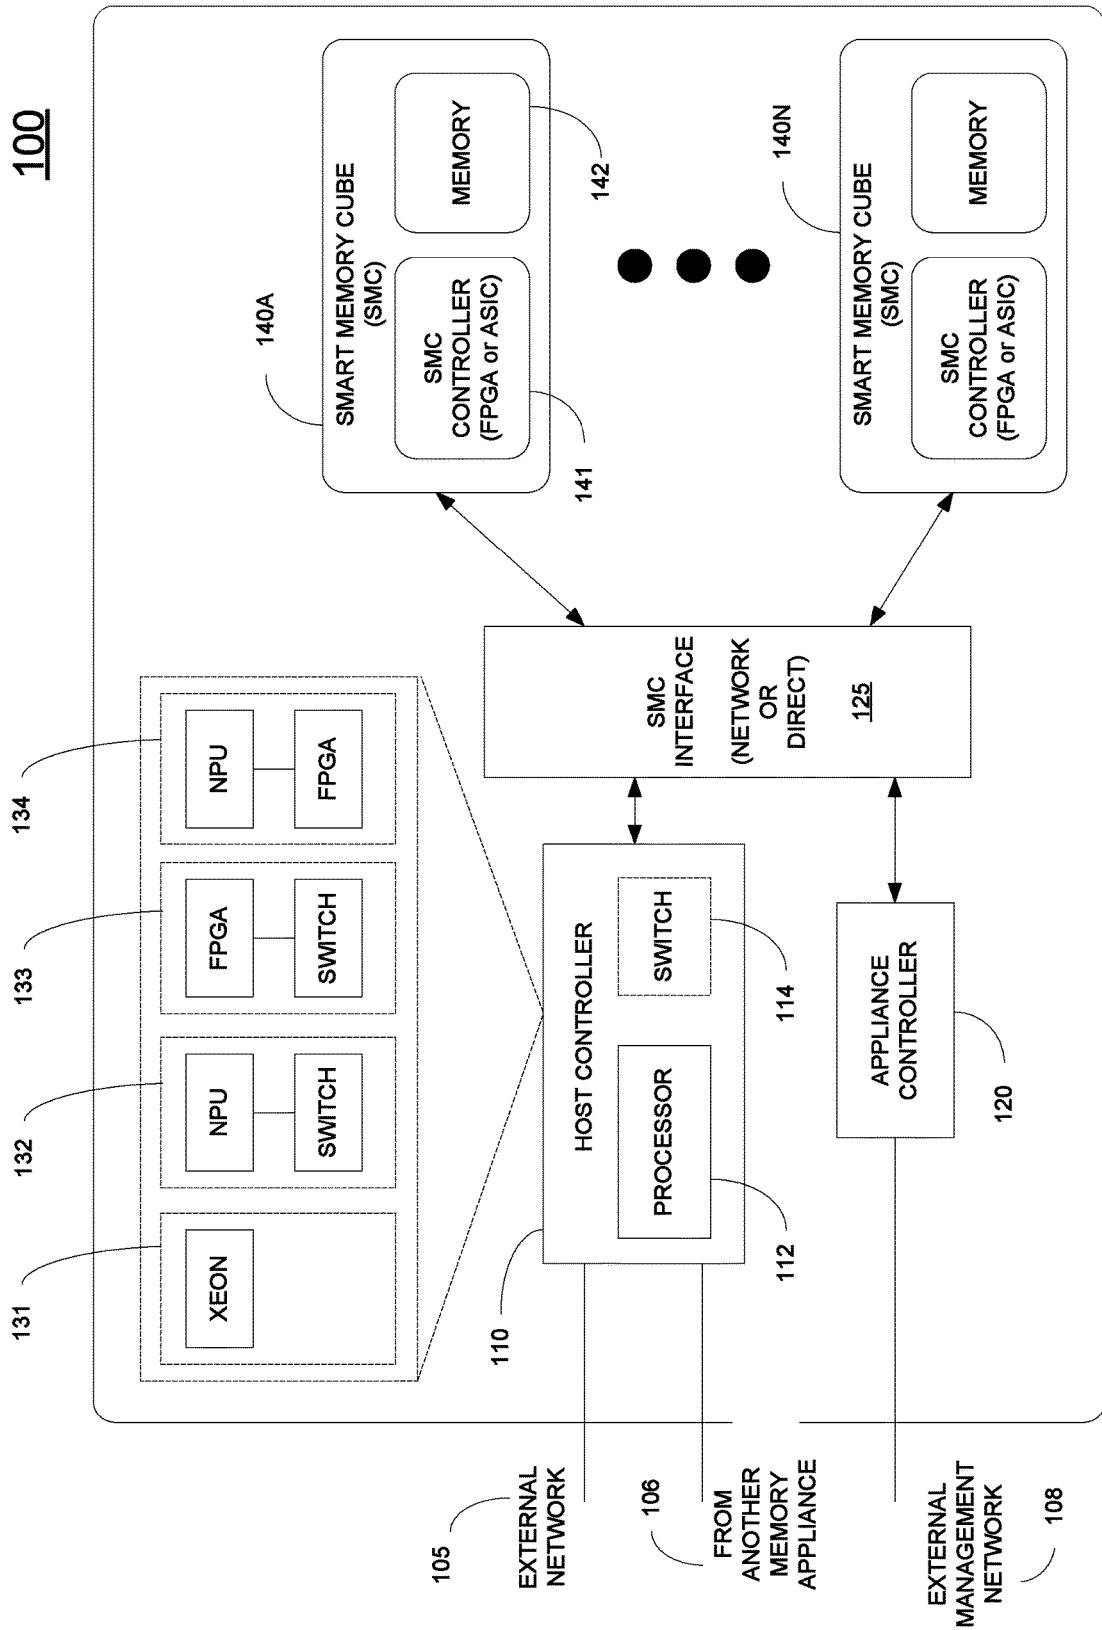 100
134
133
132
131
NPU
FPGA
FPGA
SWITCH
NPU
SWITCH
XEON
140A
SMART MEMORY CUBE
(SMC)
SMC
CONTROLLER
(FPGA or ASIC)
MEMORY
141
142
140N
SMART MEMORY CUBE
(SMC)
SMC
CONTROLLER
(FPGA or ASIC)
MEMORY
SMC
INTERFACE
(NETWORK
OR
DIRECT)
125
110
HOST CONTROLLER
PROCESSOR
SWITCH
112
114
APPLIANCE
CONTROLLER
120
105
EXTERNAL
NETWORK
106
FROM
ANOTHER
MEMORY
APPLIANCE
EXTERNAL
MANAGEMENT
NETWORK
108